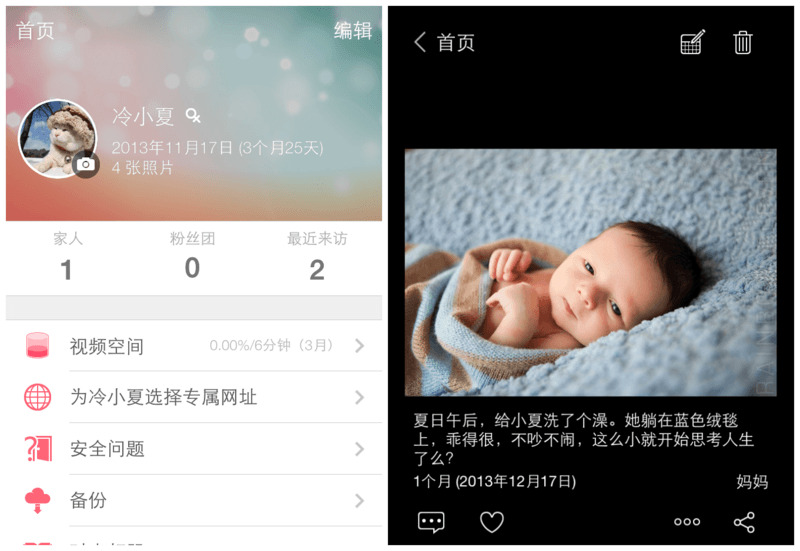 首页
编辑
冷小夏
2013年11月17日 (3个月25天)
4 张照片
家人
粉丝团
最近来访
1
0
2
视频空间
0.00%/6分钟（3月）
为冷小夏选择专属网址
安全问题
备份
首页
夏日午后，给小夏洗了个澡。她躺在蓝色绒毯
上，乖得很，不吵不闹，这么小就开始思考人生
了么?
1个月 (2013年12月17日)
妈妈